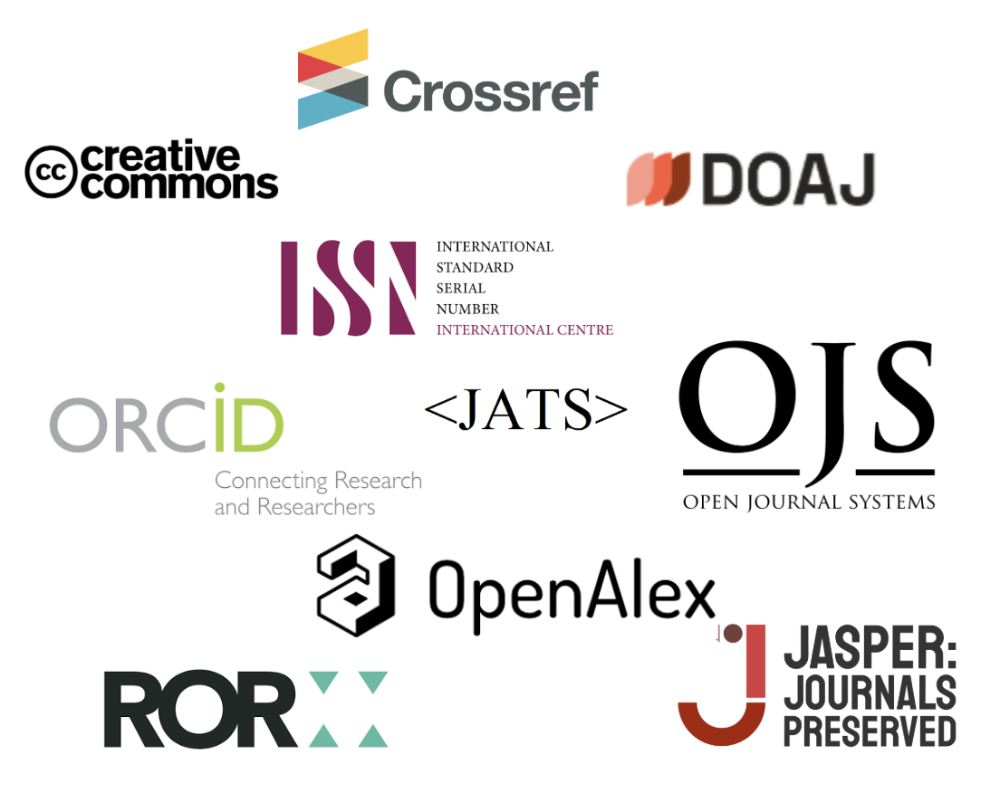 Crossref
cc creative
commons
DOAJ
ISSN
INTERNATIONAL
STANDARD
SERIAL
NUMBER
INTERNATIONAL CENTRE
OJS
OPEN JOURNAL SYSTEMS
ORCiD
Connecting Research
and Researchers
<JATS>
OpenAlex
ROR
JASPER:
JOURNALS
PRESERVED